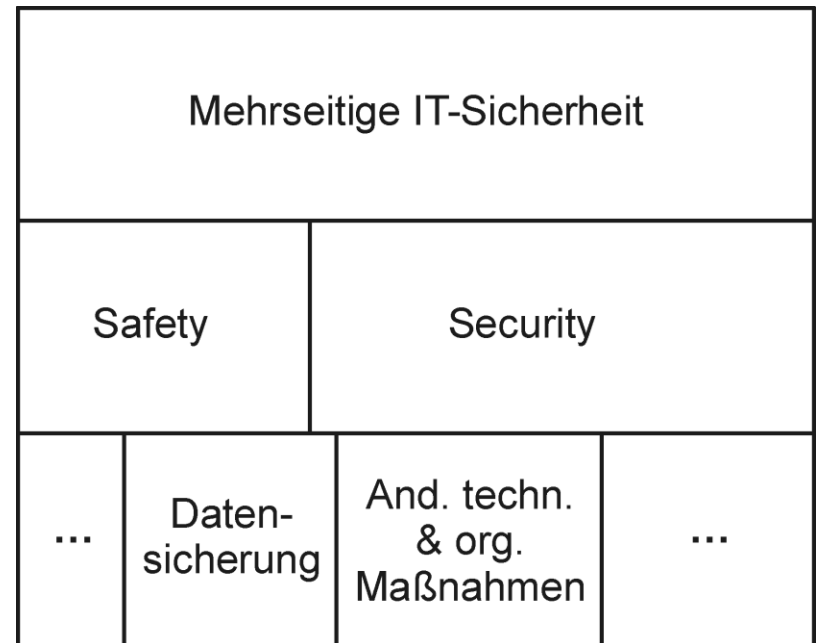 Mehrseitige IT-Sicherheit
Safety
Security
...
Daten-
sicherung
And. techn.
& org.
Maßnahmen
...